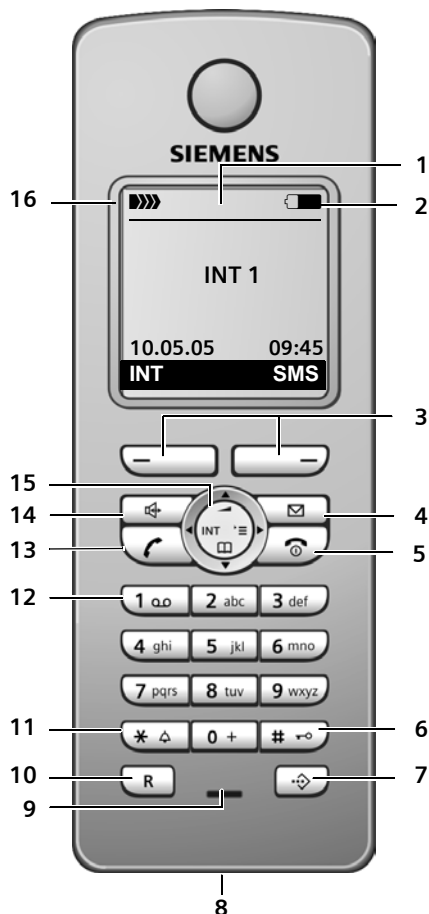 SIEMENS
1
16
2
INT 1
10.05.05 09:45
INT SMS
3
15
14
4
INT
13
5
12
1 2 abc 3 def
4 ghi 5 jkl 6 mno
7 pqrs 8 tuv 9 wxyz
11
* 0 + #
6
10
R
7
9
8